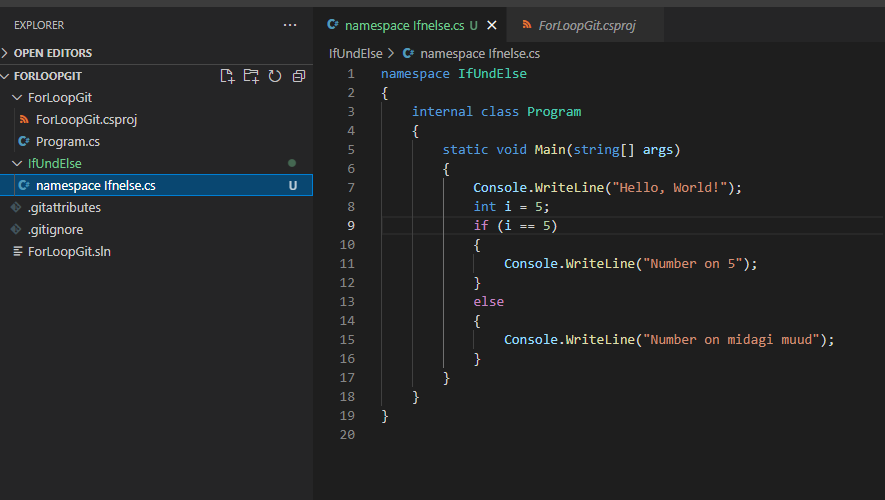 EXPLORER ...
OPEN EDITORS
FORLOOPGIT
ForLoopGit
ForLoopGit.csproj
Program.cs
IfUndElse
namespace Ifnelse.cs U
.gitattributes
.gitignore
ForLoopGit.sln
namespace Ifnelse.cs U
ForLoopGit.csproj
IfUndElse > namespace Ifnelse.cs
1 namespace IfUndElse
2 {
3 internal class Program
4 {
5 static void Main(string[] args)
6 {
7 Console.WriteLine("Hello, World!");
8 int i = 5;
9 if (i == 5)
10 {
11 Console.WriteLine("Number on 5");
12 }
13 else
14 {
15 Console.WriteLine("Number on midagi muud");
16 }
17 }
18 }
19 }
20